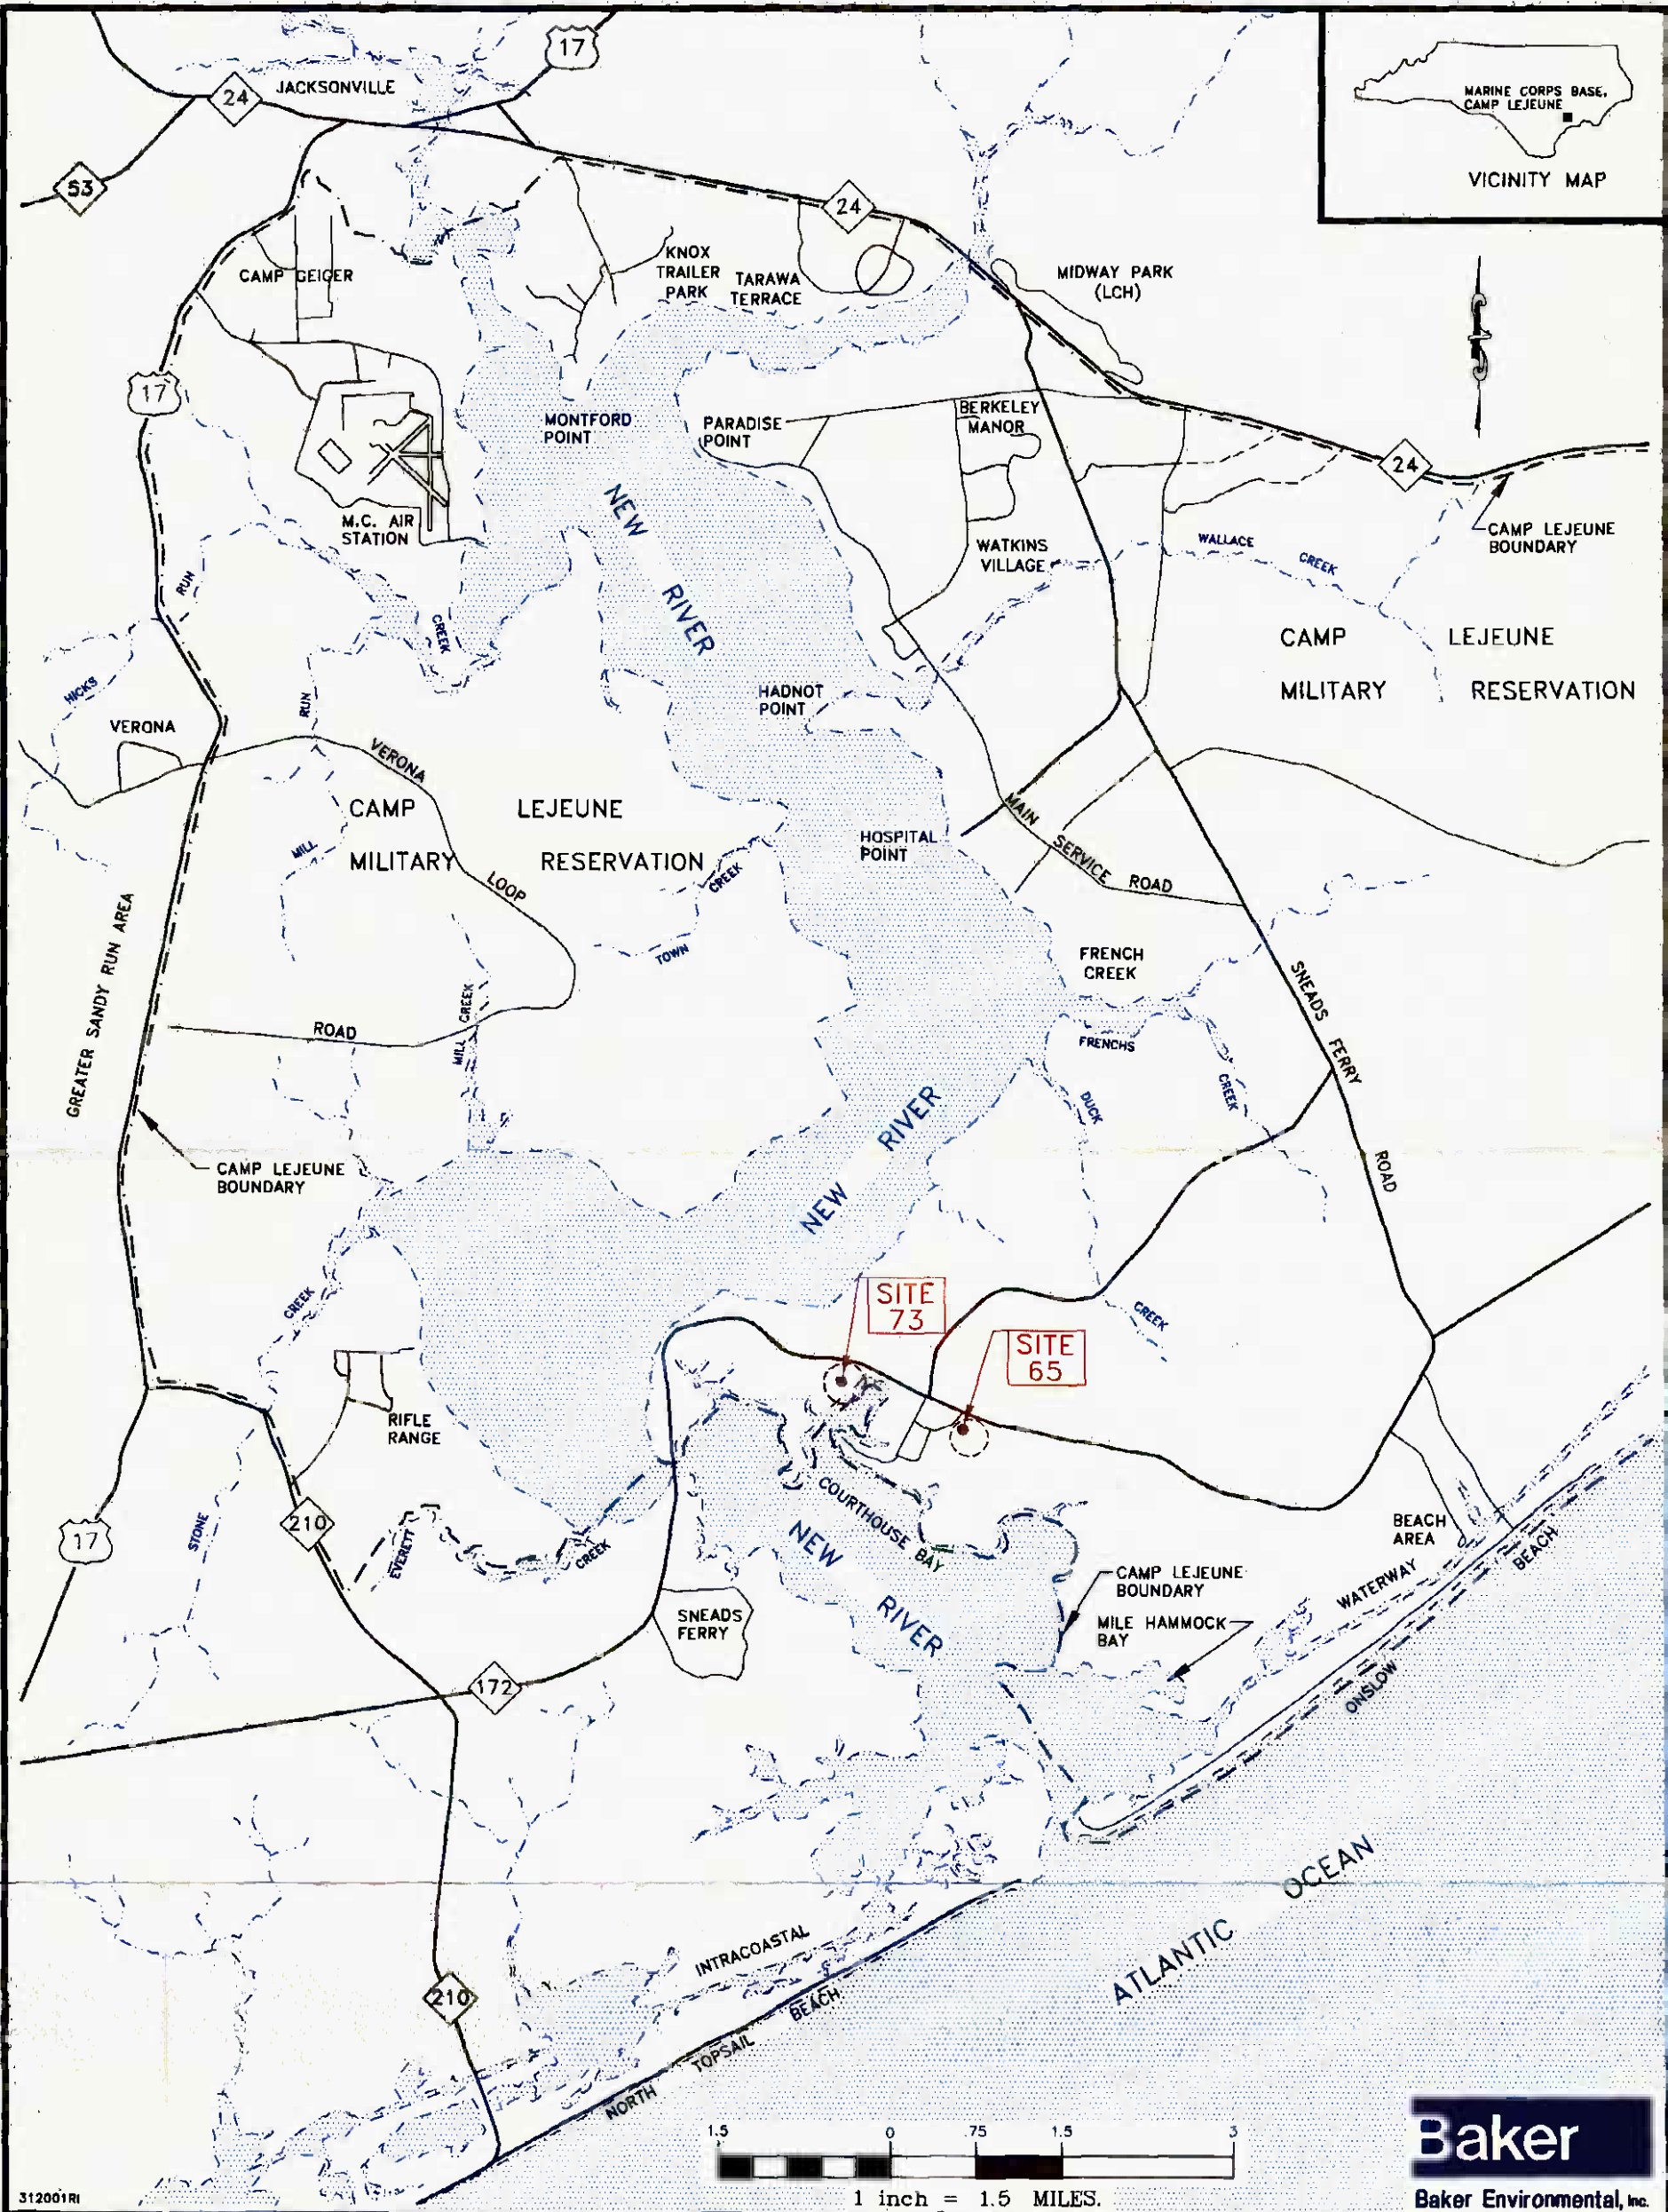 17
JACKSONVILLE
24
53
MARINE CORPS BASE,
CAMP LEJEUNE
VICINITY MAP
24
CAMP GEIGER
KNOX
TRAILER
PARK
TARAWA
TERRACE
MIDWAY PARK
(LCH)
17
MONTFORD
POINT
PARADISE
POINT
BERKELEY
MANOR
24
M.C. AIR
STATION
NEW
RIVER
WATKINS
VILLAGE
WALLACE
CREEK
CAMP LEJEUNE
BOUNDARY
RUN
CREEK
CAMP LEJEUNE
MILITARY RESERVATION
HICKS
RUN
HADNOT
POINT
VERONA
VERONA
CAMP LEJEUNE
MILITARY RESERVATION
MILL
LOOP
CREEK
TOWN
HOSPITAL
POINT
MAIN
SERVICE
ROAD
GREATER SANDY RUN AREA
FRENCH
CREEK
SNEADS
FERRY
ROAD
MILL
CREEK
FRENCHS
CREEK
DUCK
NEW
RIVER
ROAD
CAMP LEJEUNE
BOUNDARY
SITE
73
CREEK
CREEK
SITE
65
RIFLE
RANGE
COURTHOUSE BAY
17
STONE
210
EVERETT
CREEK
NEW
RIVER
BEACH
AREA
BEACH
WATERWAY
CAMP LEJEUNE
BOUNDARY
MILE HAMMOCK
BAY
SNEADS
FERRY
172
ONSLOW
OCEAN
ATLANTIC
INTRACOASTAL
210
BEACH
TOPSAIL
NORTH
1.5 0 .75 1.5 3
1 inch = 1.5 MILES.
Baker
Baker Environmental, Inc.
312001RI